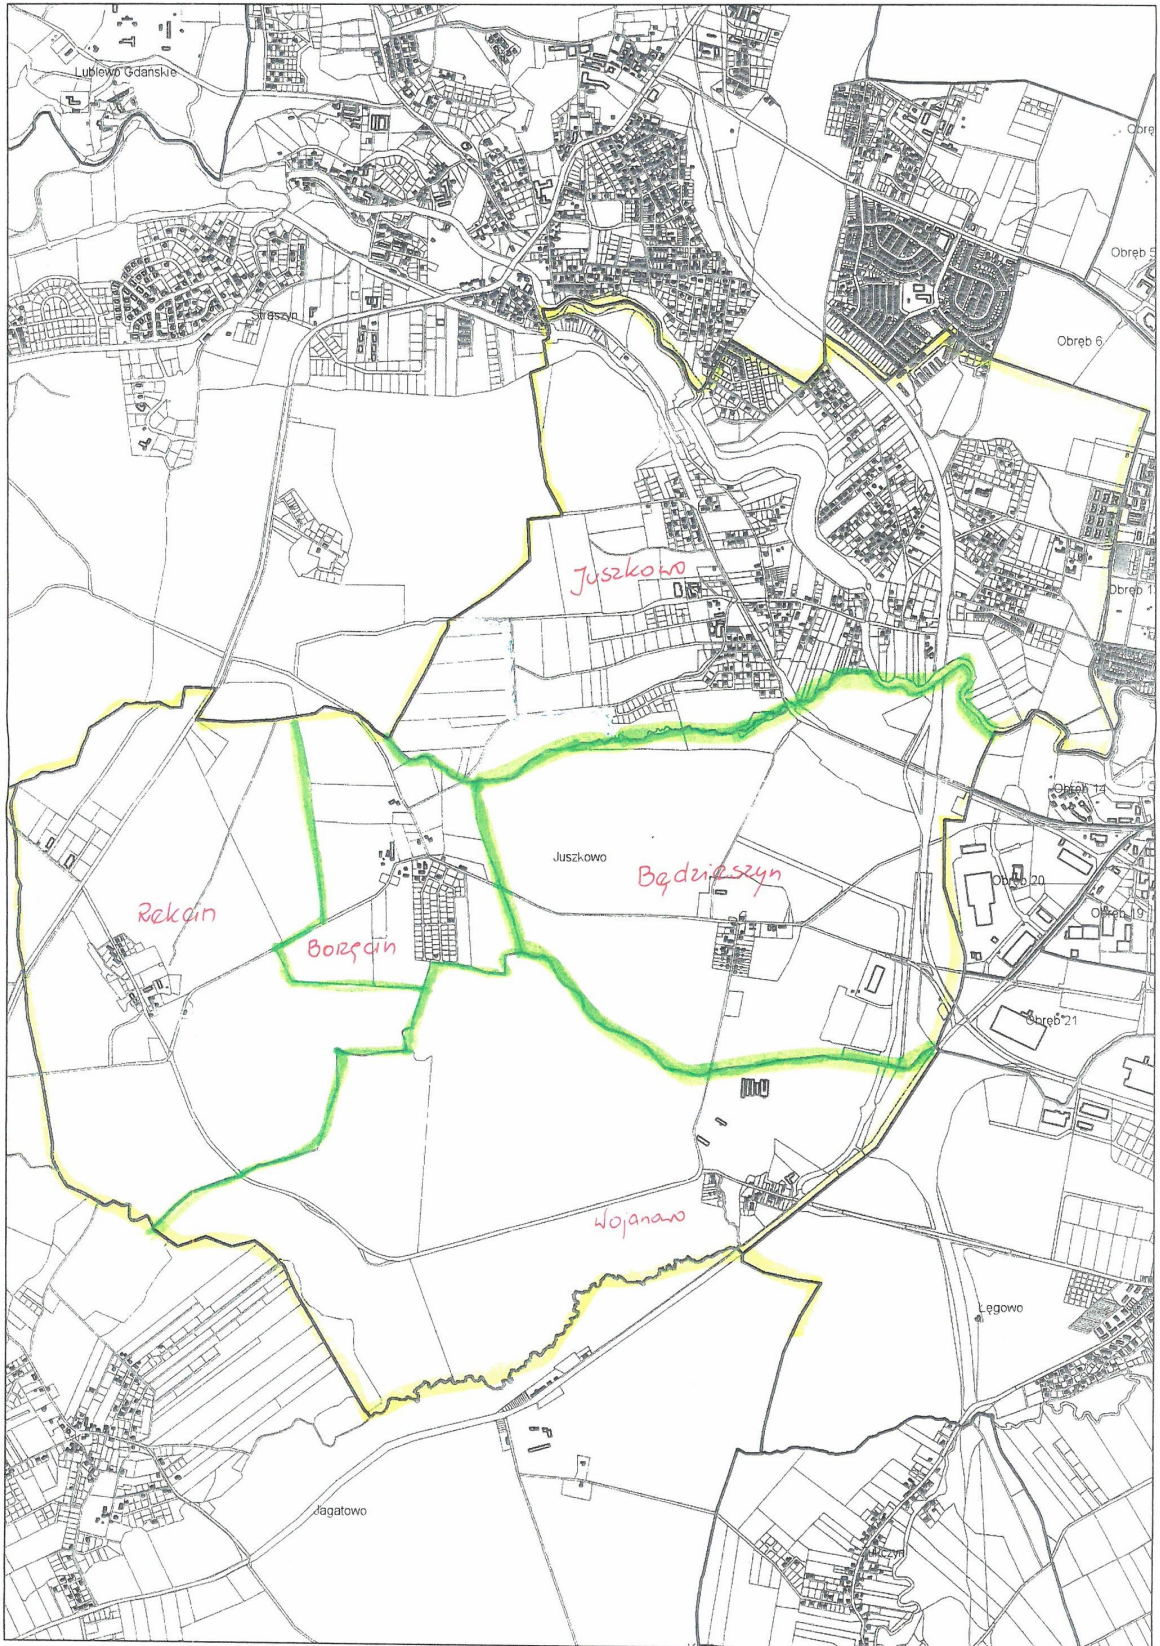 Lublewo Gdańskie
Obręb 5
Straszyn
Obręb 6
Juszkowo
Obręb 14
Juszkowo
Będzieszyn
Obręb 20
Rekcin
Borzęcin
Obręb 19
Obręb 21
Wojanowo
Łęgowo
Jagatowo